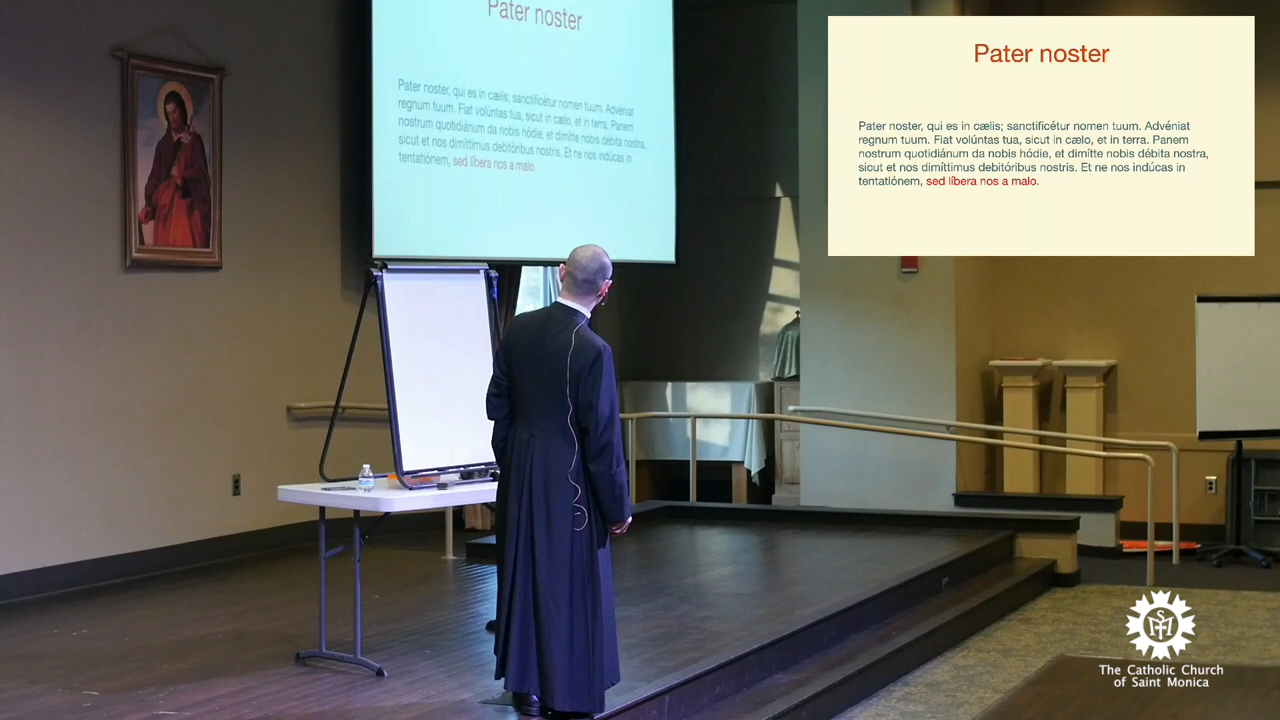 Pater noster
Pater noster, qui es in cælis; sanctificétur nomen tuum. Advéniat
regnum tuum. Fiat volúntas tua, sicut in cælo, et in terra. Panem
nostrum quotidiánum da nobis hódie, et dimítte nobis débita nostra,
sicut et nos dimíttimus debitóribus nostris. Et ne nos indúcas in
tentatiónem, sed líbera nos a malo.
Pater noster
Pater noster, qui es in cælis; sanctificétur nomen tuum. Advéniat
regnum tuum. Fiat volúntas tua, sicut in cælo, et in terra. Panem
nostrum quotidiánum da nobis hódie, et dimítte nobis débita nostra,
sicut et nos dimíttimus debitóribus nostris. Et ne nos indúcas in
tentatiónem, sed líbera nos a malo.
The Catholic Church
of Saint Monica